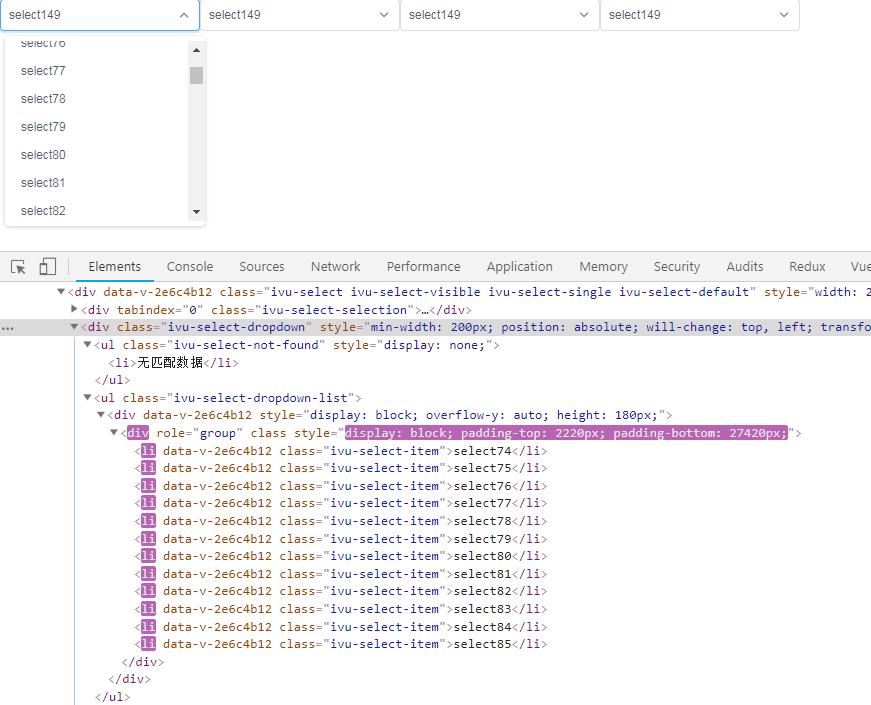 select149 select149 select149 select149
select76
select77
select78
select79
select80
select81
select82
Elements Console Sources Network Performance Application Memory Security Audits Redux Vue
▼<div data-v-2e6c4b12 class="ivu-select ivu-select-visible ivu-select-single ivu-select-default" style="width: 2
▶<div tabindex="0" class="ivu-select-selection">…</div>
… ▼<div class="ivu-select-dropdown" style="min-width: 200px; position: absolute; will-change: top, left; transfo
▼<ul class="ivu-select-not-found" style="display: none;">
<li>无匹配数据</li>
</ul>
▼<ul class="ivu-select-dropdown-list">
▼<div data-v-2e6c4b12 style="display: block; overflow-y: auto; height: 180px;">
▼<div role="group" class style="display: block; padding-top: 2220px; padding-bottom: 27420px;">
<li data-v-2e6c4b12 class="ivu-select-item">select74</li>
<li data-v-2e6c4b12 class="ivu-select-item">select75</li>
<li data-v-2e6c4b12 class="ivu-select-item">select76</li>
<li data-v-2e6c4b12 class="ivu-select-item">select77</li>
<li data-v-2e6c4b12 class="ivu-select-item">select78</li>
<li data-v-2e6c4b12 class="ivu-select-item">select79</li>
<li data-v-2e6c4b12 class="ivu-select-item">select80</li>
<li data-v-2e6c4b12 class="ivu-select-item">select81</li>
<li data-v-2e6c4b12 class="ivu-select-item">select82</li>
<li data-v-2e6c4b12 class="ivu-select-item">select83</li>
<li data-v-2e6c4b12 class="ivu-select-item">select84</li>
<li data-v-2e6c4b12 class="ivu-select-item">select85</li>
</div>
</div>
</ul>